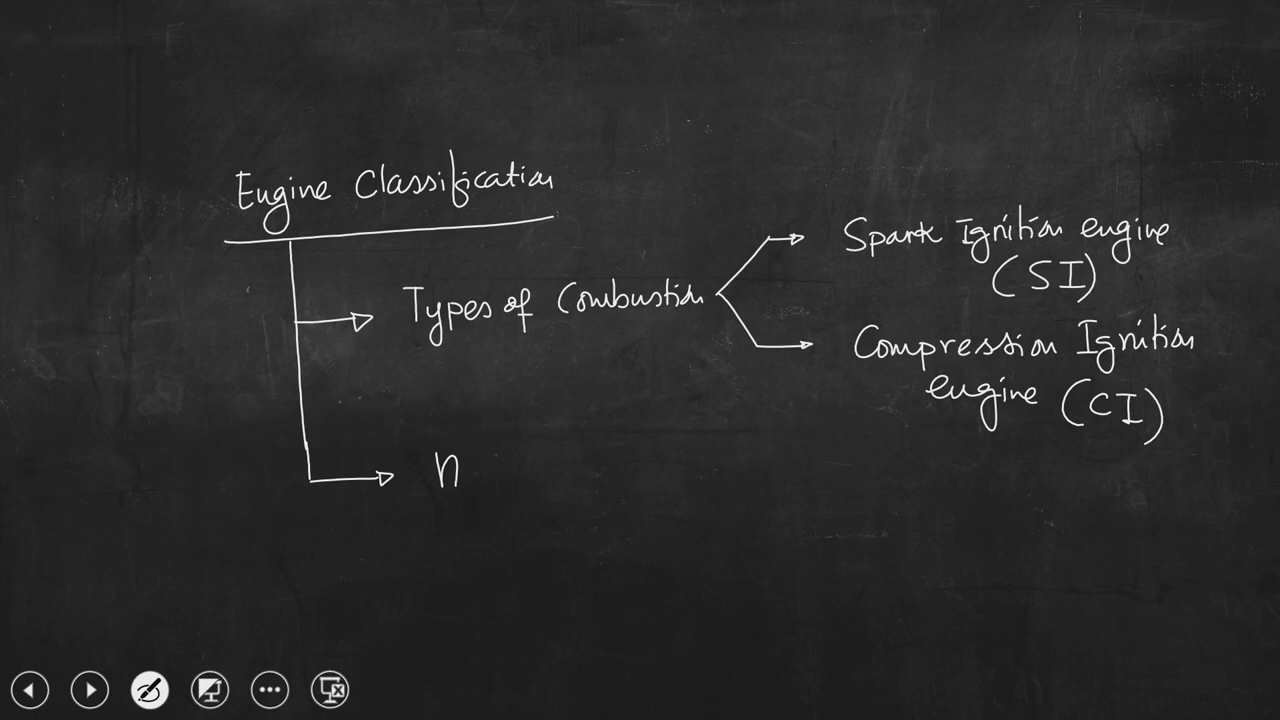 Engine Classification
Types of Combustion
Spark Ignition engine
(SI)
Compression Ignition
engine (CI)
n